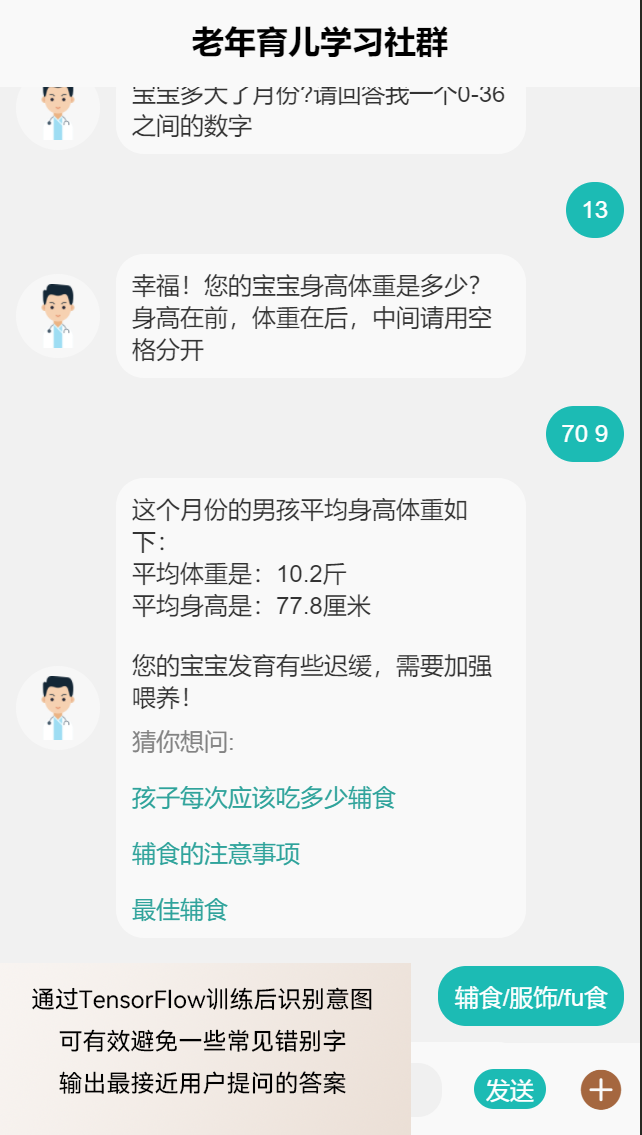 老年育儿学习社群
宝宝多大了月份?请回答我一个0-36
之间的数字
13
幸福！您的宝宝身高体重是多少？
身高在前，体重在后，中间请用空
格分开
70 9
这个月份的男孩平均身高体重如
下：
平均体重是：10.2斤
平均身高是：77.8厘米
您的宝宝发育有些迟缓，需要加强
喂养！
猜你想问:
孩子每次应该吃多少辅食
辅食的注意事项
最佳辅食
辅食/服饰/fu食
通过TensorFlow训练后识别意图
可有效避免一些常见错别字
输出最接近用户提问的答案
发送